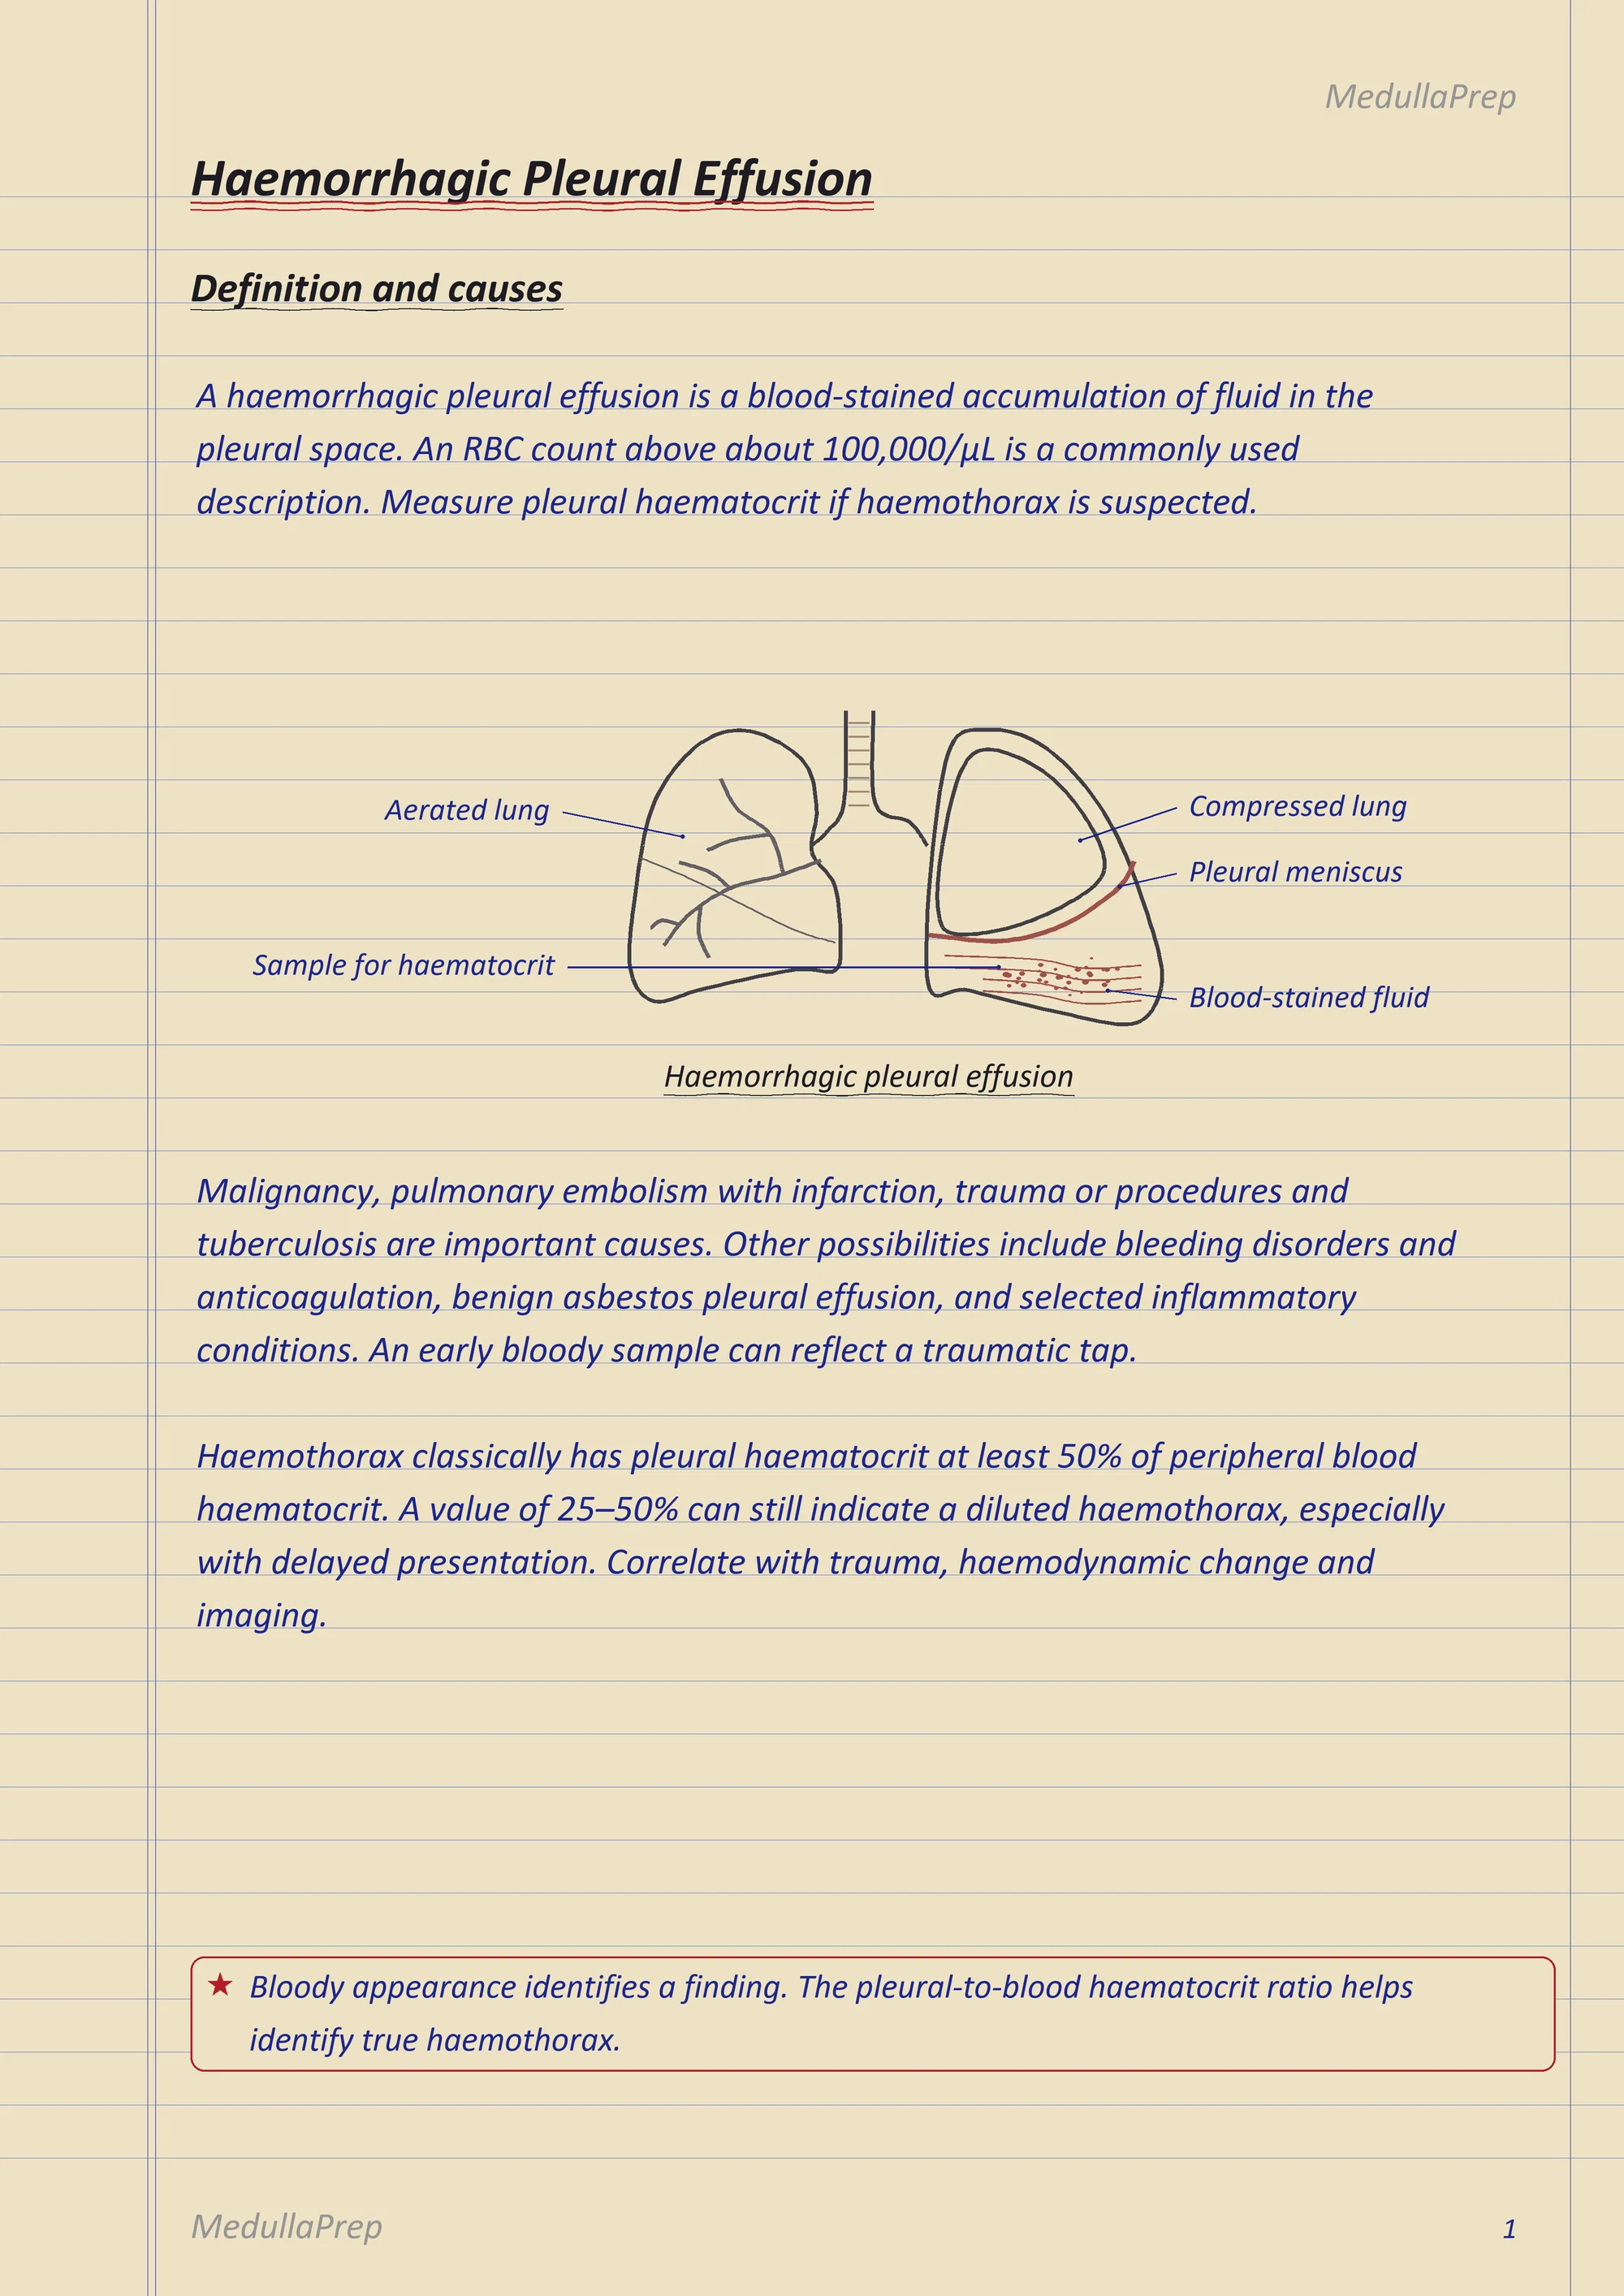 MedullaPrep
Haemorrhagic Pleural Effusion
Definition and causes
A haemorrhagic pleural effusion is a blood-stained accumulation of fluid in the
pleural space. An RBC count above about 100,000/µL is a commonly used
description. Measure pleural haematocrit if haemothorax is suspected.
Aerated lung
Compressed lung
Pleural meniscus
Sample for haematocrit
Blood-stained fluid
Haemorrhagic pleural effusion
Malignancy, pulmonary embolism with infarction, trauma or procedures and
tuberculosis are important causes. Other possibilities include bleeding disorders and
anticoagulation, benign asbestos pleural effusion, and selected inflammatory
conditions. An early bloody sample can reflect a traumatic tap.
Haemothorax classically has pleural haematocrit at least 50% of peripheral blood
haematocrit. A value of 25–50% can still indicate a diluted haemothorax, especially
with delayed presentation. Correlate with trauma, haemodynamic change and
imaging.
★ Bloody appearance identifies a finding. The pleural-to-blood haematocrit ratio helps
identify true haemothorax.
MedullaPrep
1